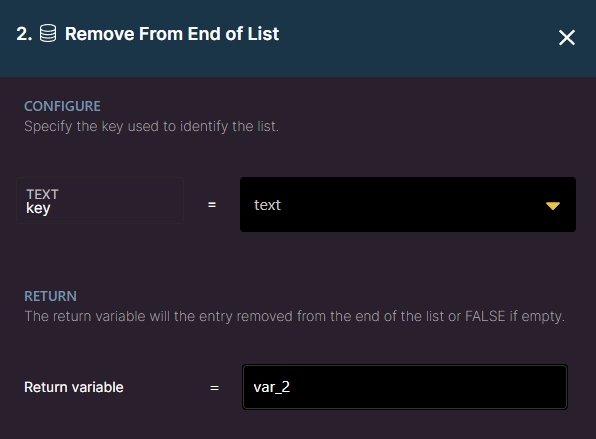 2. Remove From End of List
CONFIGURE
Specify the key used to identify the list.
TEXT
key
=
text
RETURN
The return variable will the entry removed from the end of the list or FALSE if empty.
Return variable
=
var_2